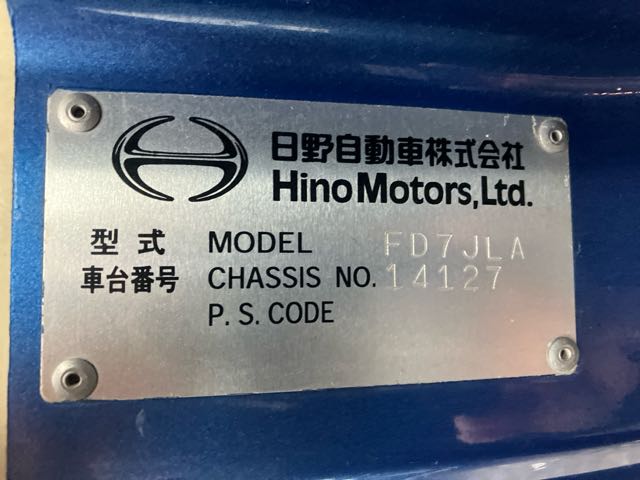 日野自動車株式会社
Hino Motors, Ltd.
型式 MODEL FD7JLA
車台番号 CHASSIS NO. 14127
P. S. CODE